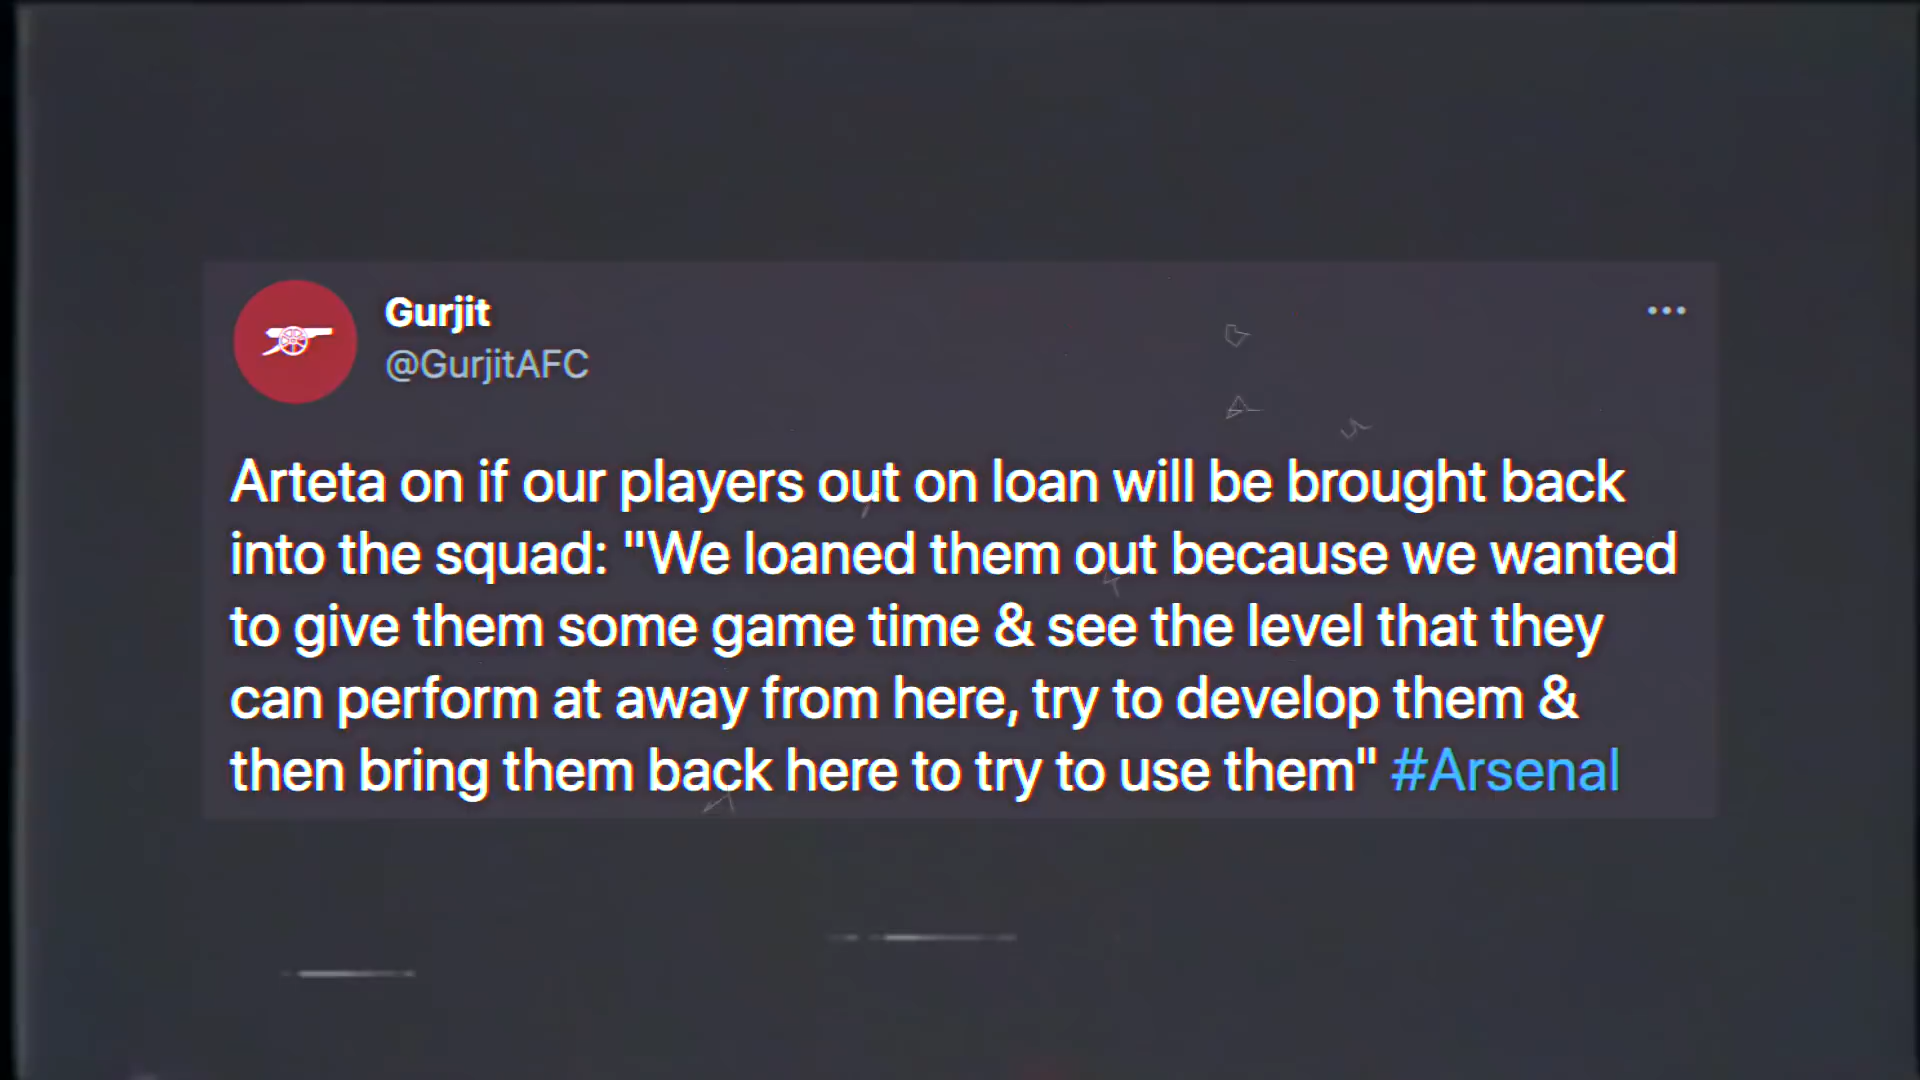 Gurjit
@GurjitAFC
Arteta on if our players out on loan will be brought back
into the squad: "We loaned them out because we wanted
to give them some game time & see the level that they
can perform at away from here, try to develop them &
then bring them back here to try to use them" #Arsenal